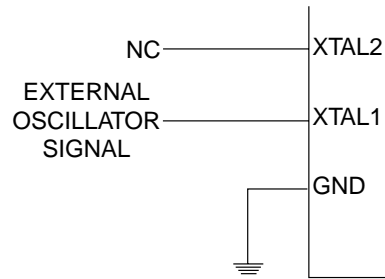 NC
XTAL2
EXTERNAL
OSCILLATOR
SIGNAL
XTAL1
GND